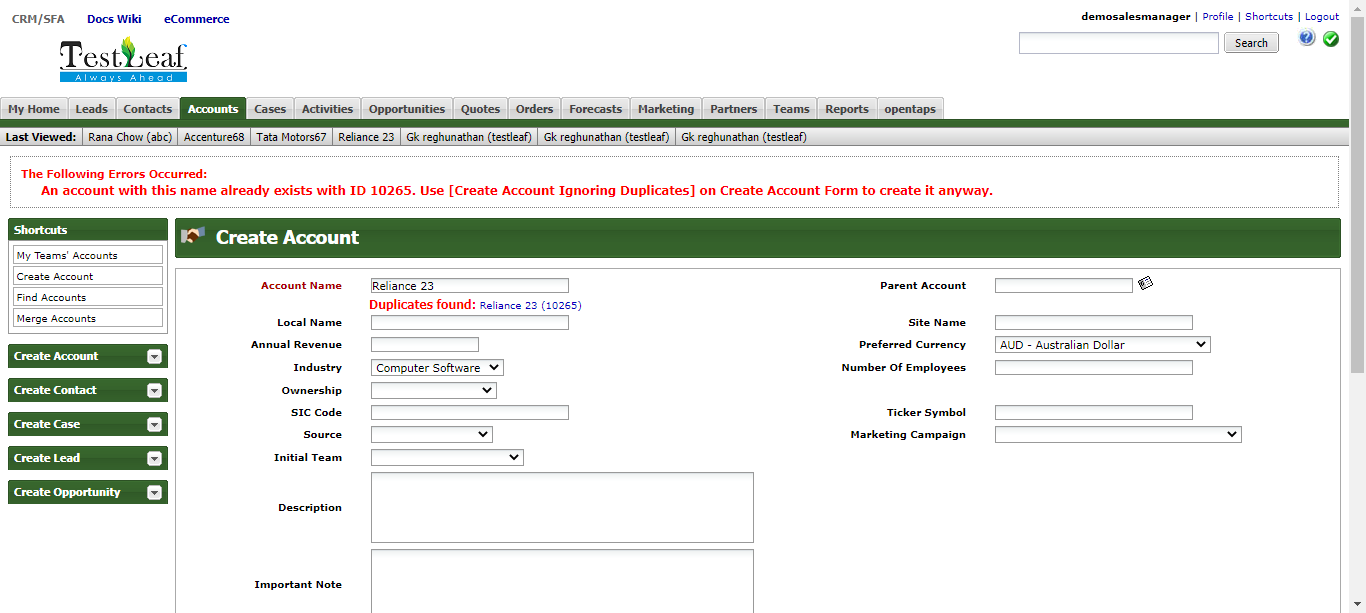 CRM/SFA Docs Wiki eCommerce
demosalesmanager | Profile | Shortcuts | Logout
TestLeaf
Always Ahead
Search
My Home Leads Contacts Accounts Cases Activities Opportunities Quotes Orders Forecasts Marketing Partners Teams Reports opentaps
Last Viewed: Rana Chow (abc) Accenture68 Tata Motors67 Reliance 23 Gk reghunathan (testleaf) Gk reghunathan (testleaf) Gk reghunathan (testleaf)
The Following Errors Occurred:
An account with this name already exists with ID 10265. Use [Create Account Ignoring Duplicates] on Create Account Form to create it anyway.
Shortcuts
My Teams' Accounts
Create Account
Find Accounts
Merge Accounts
Create Account
Create Contact
Create Case
Create Lead
Create Opportunity
Create Account
Account Name Reliance 23 Parent Account
Duplicates found: Reliance 23 (10265)
Local Name Site Name
Annual Revenue Preferred Currency AUD - Australian Dollar
Industry Computer Software Number Of Employees
Ownership
SIC Code Ticker Symbol
Source Marketing Campaign
Initial Team
Description
Important Note